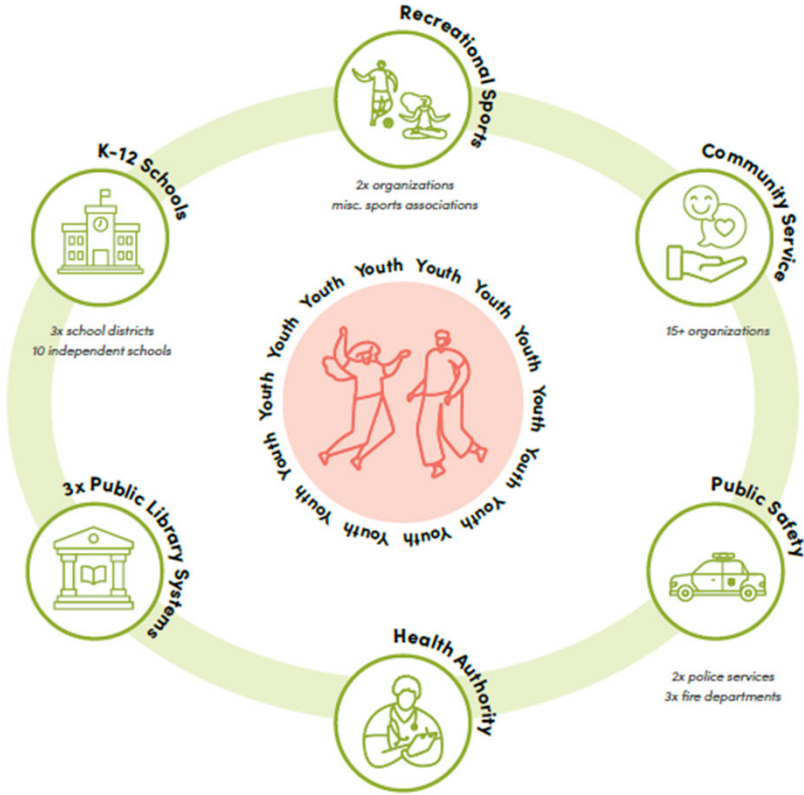 Recreational Sports
2x organizations
misc. sports associations
K-12 Schools
3x school districts
10 independent schools
Community Service
15+ organizations
Youth Youth Youth Youth Youth Youth Youth Youth Youth Youth Youth Youth Youth Youth
3x Public Library Systems
Public Safety
2x police services
3x fire departments
Health Authority